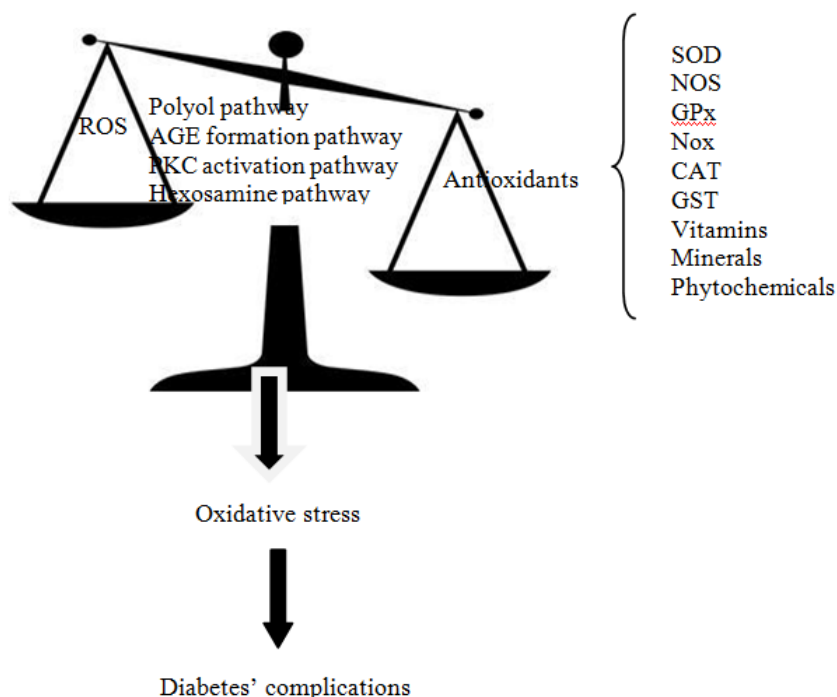 ROS
Polyol pathway
AGE formation pathway
PKC activation pathway
Hexosamine pathway
Antioxidants
SOD
NOS
GPx
Nox
CAT
GST
Vitamins
Minerals
Phytochemicals
Oxidative stress
Diabetes’ complications